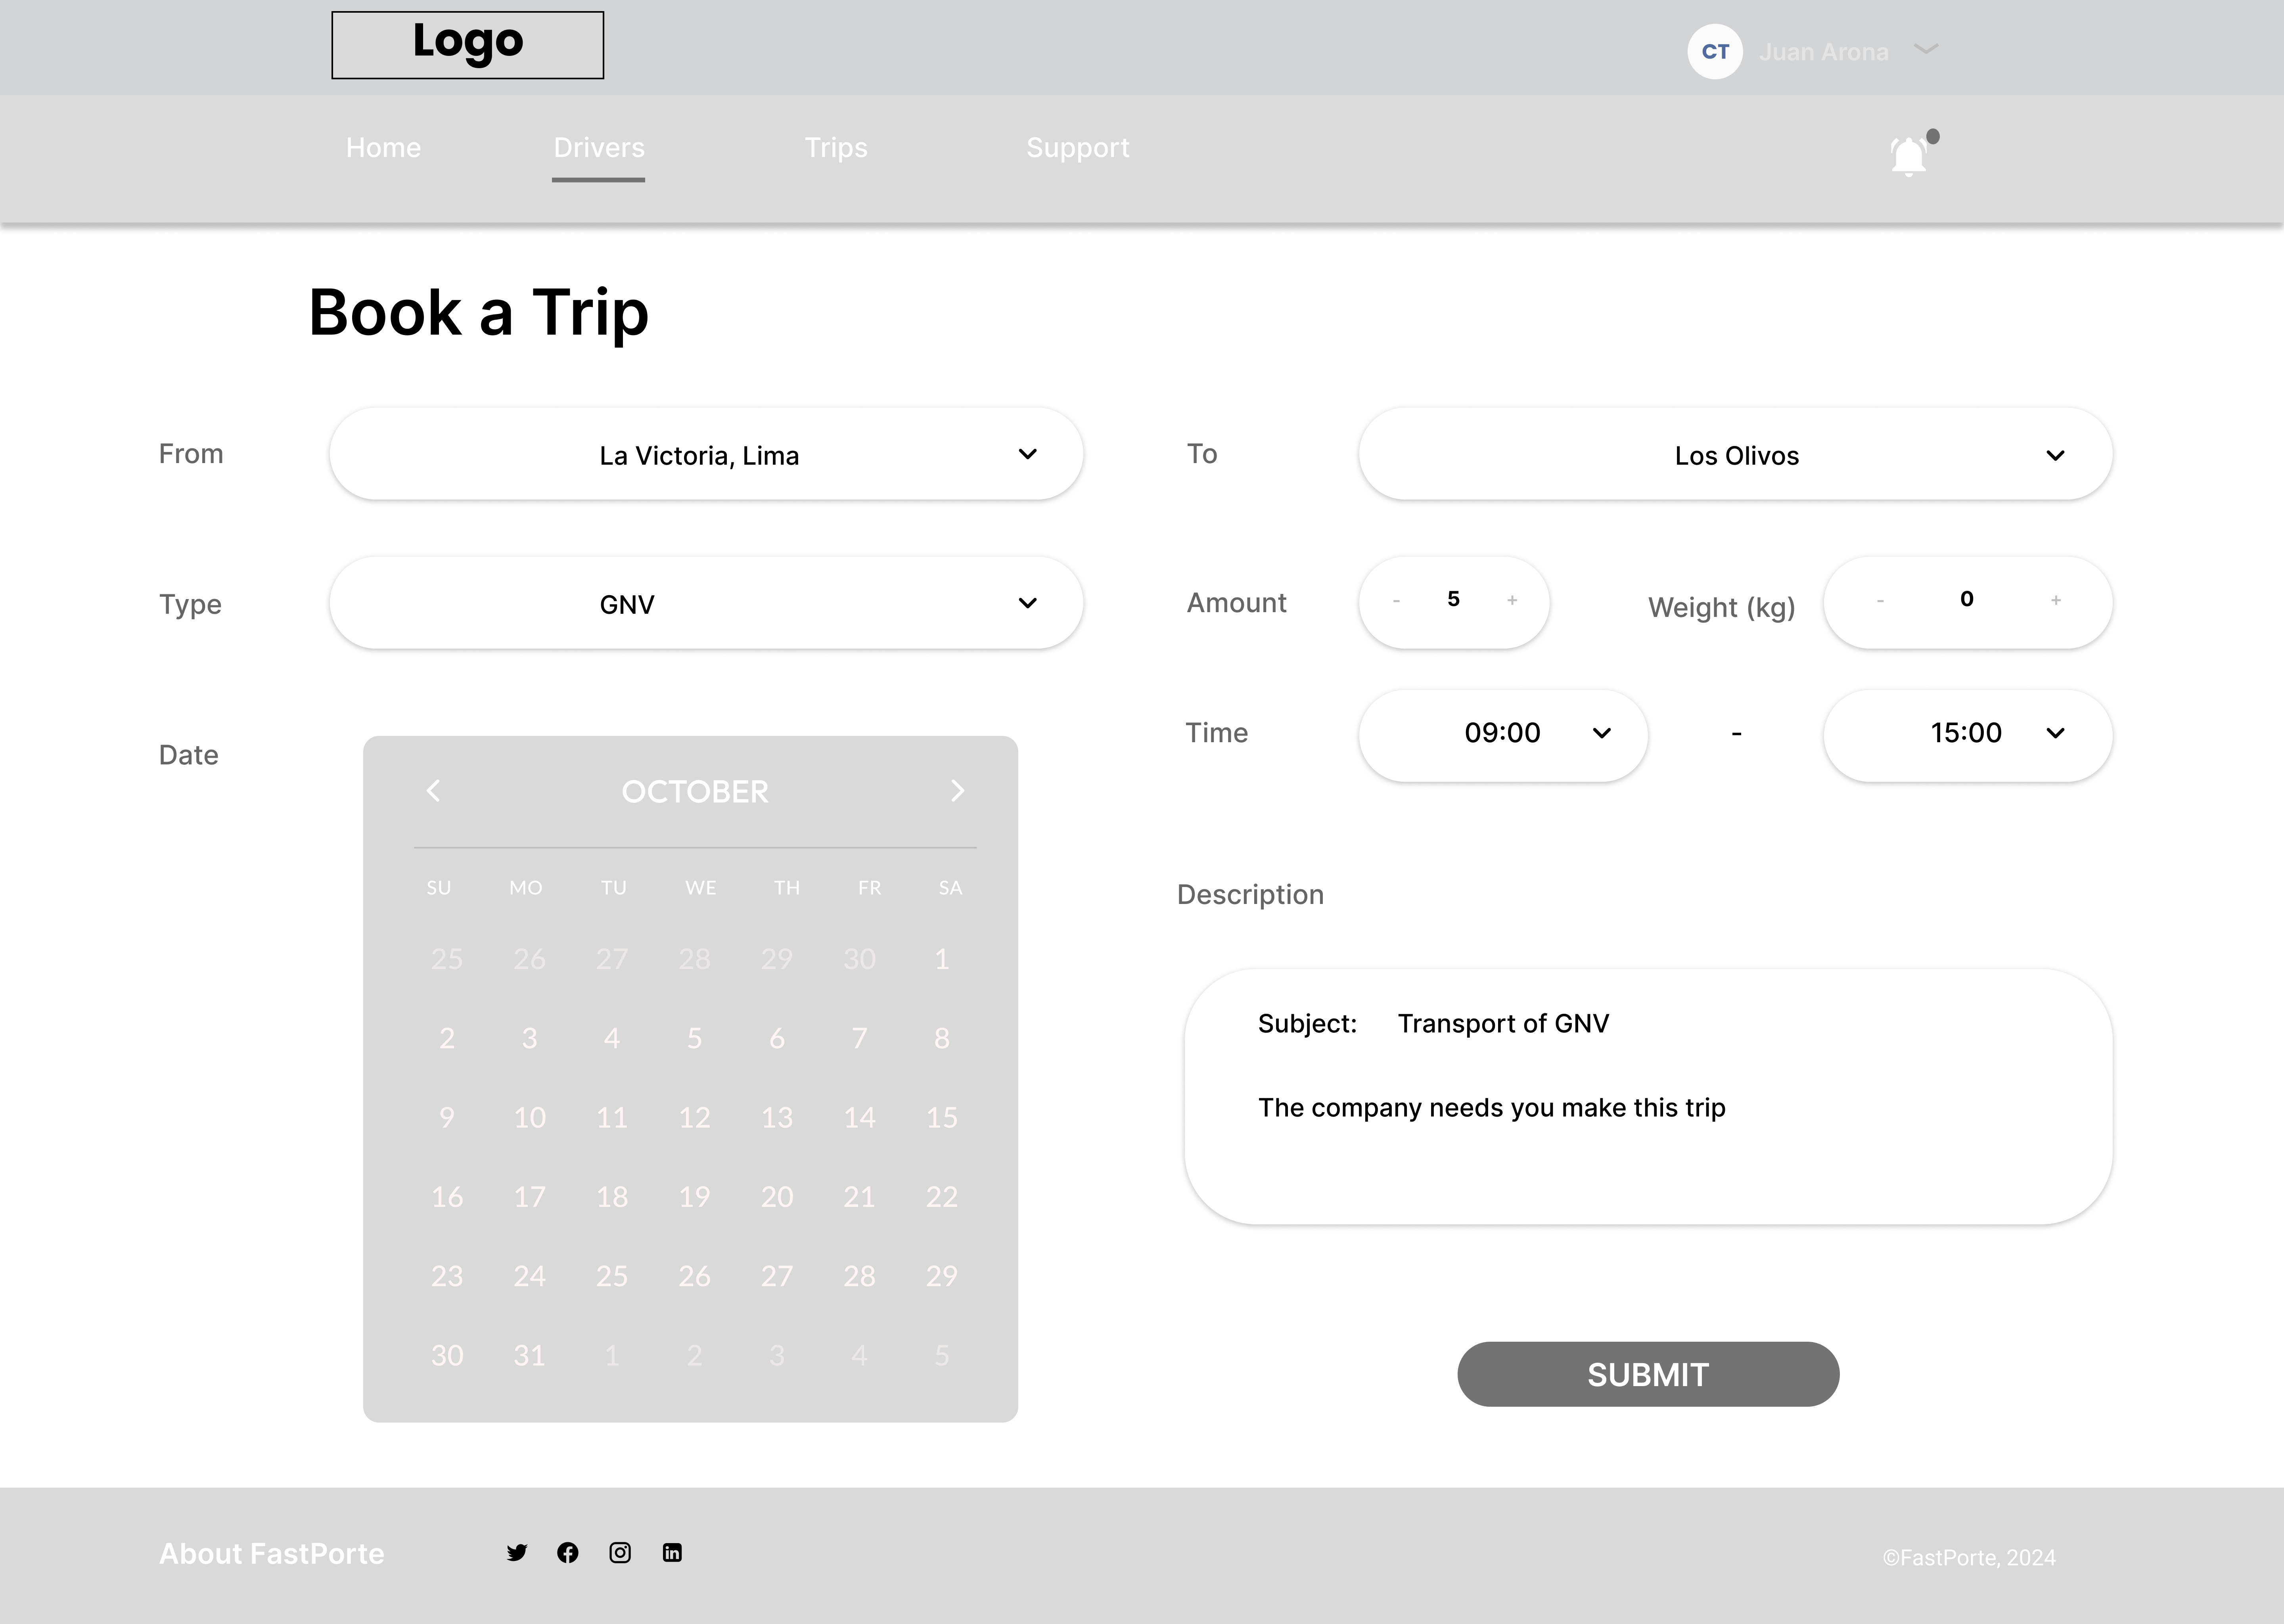 Logo
CT Juan Arona
Home Drivers Trips Support
Book a Trip
From La Victoria, Lima
To Los Olivos
Type GNV
Amount - 5 + Weight (kg) - 0 +
Time 09:00 - 15:00
Date
OCTOBER
SU MO TU WE TH FR SA
25 26 27 28 29 30 1
2 3 4 5 6 7 8
9 10 11 12 13 14 15
16 17 18 19 20 21 22
23 24 25 26 27 28 29
30 31 1 2 3 4 5
Description
Subject: Transport of GNV
The company needs you make this trip
SUBMIT
About FastPorte
©FastPorte, 2024